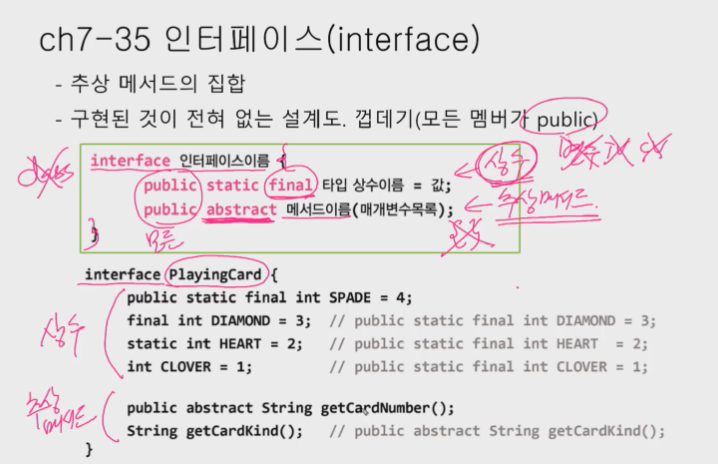 ch7-35 인터페이스(interface)
- 추상 메서드의 집합
- 구현된 것이 전혀 없는 설계도. 껍데기(모든 멤버가 public)
interface 인터페이스이름 {
public static final 타입 상수이름 = 값;
public abstract 메서드이름(매개변수목록);
}
class
상수
변수 iv cv
추상메서드
모든
interface PlayingCard {
public static final int SPADE = 4;
final int DIAMOND = 3; // public static final int DIAMOND = 3;
static int HEART = 2; // public static final int HEART = 2;
int CLOVER = 1; // public static final int CLOVER = 1;
상수
public abstract String getCardNumber();
String getCardKind(); // public abstract String getCardKind();
추상
메서드
}